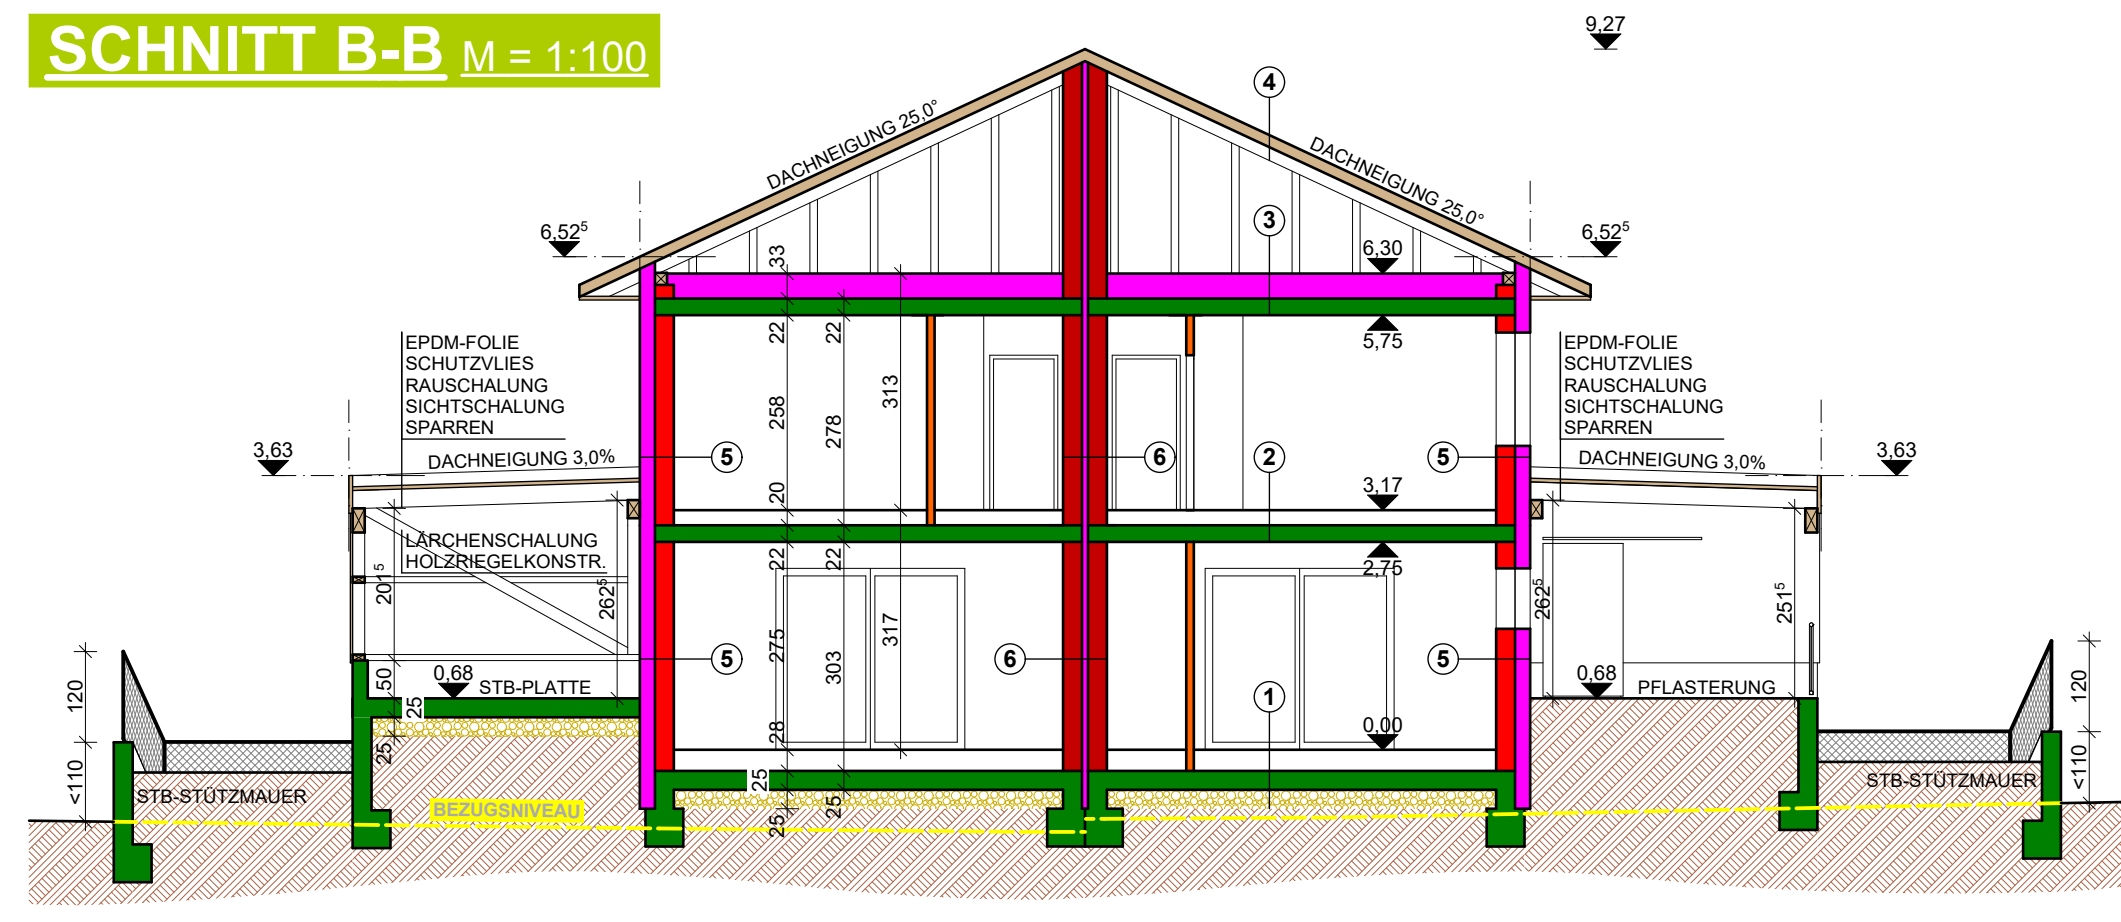 SCHNITT B-B M = 1:100
9,27
4
DACHNEIGUNG 25,0°
DACHNEIGUNG 25,0°
3
6,52⁵
6,52⁵
33
6,30
22
22
5,75
EPDM-FOLIE
SCHUTZVLIES
RAUSCHALUNG
SICHTSCHALUNG
SPARREN
EPDM-FOLIE
SCHUTZVLIES
RAUSCHALUNG
SICHTSCHALUNG
SPARREN
258
278
313
3,63
DACHNEIGUNG 3,0%
5
6
2
5
DACHNEIGUNG 3,0%
3,63
20
3,17
LÄRCHENSCHALUNG
HOLZRIEGELKONSTR.
22
22
2,75
201⁵
262⁵
262⁵
251⁵
275
303
317
5
6
5
120
50
0,68
STB-PLATTE
1
0,68
PFLASTERUNG
120
25
28
0,00
25
25
<110
STB-STÜTZMAUER
BEZUGSNIVEAU
25
25
STB-STÜTZMAUER
<110